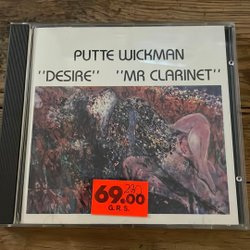 PUTTE WICKMAN
"DESIRE" "MR CLARINET"
69.00
G.R.S.